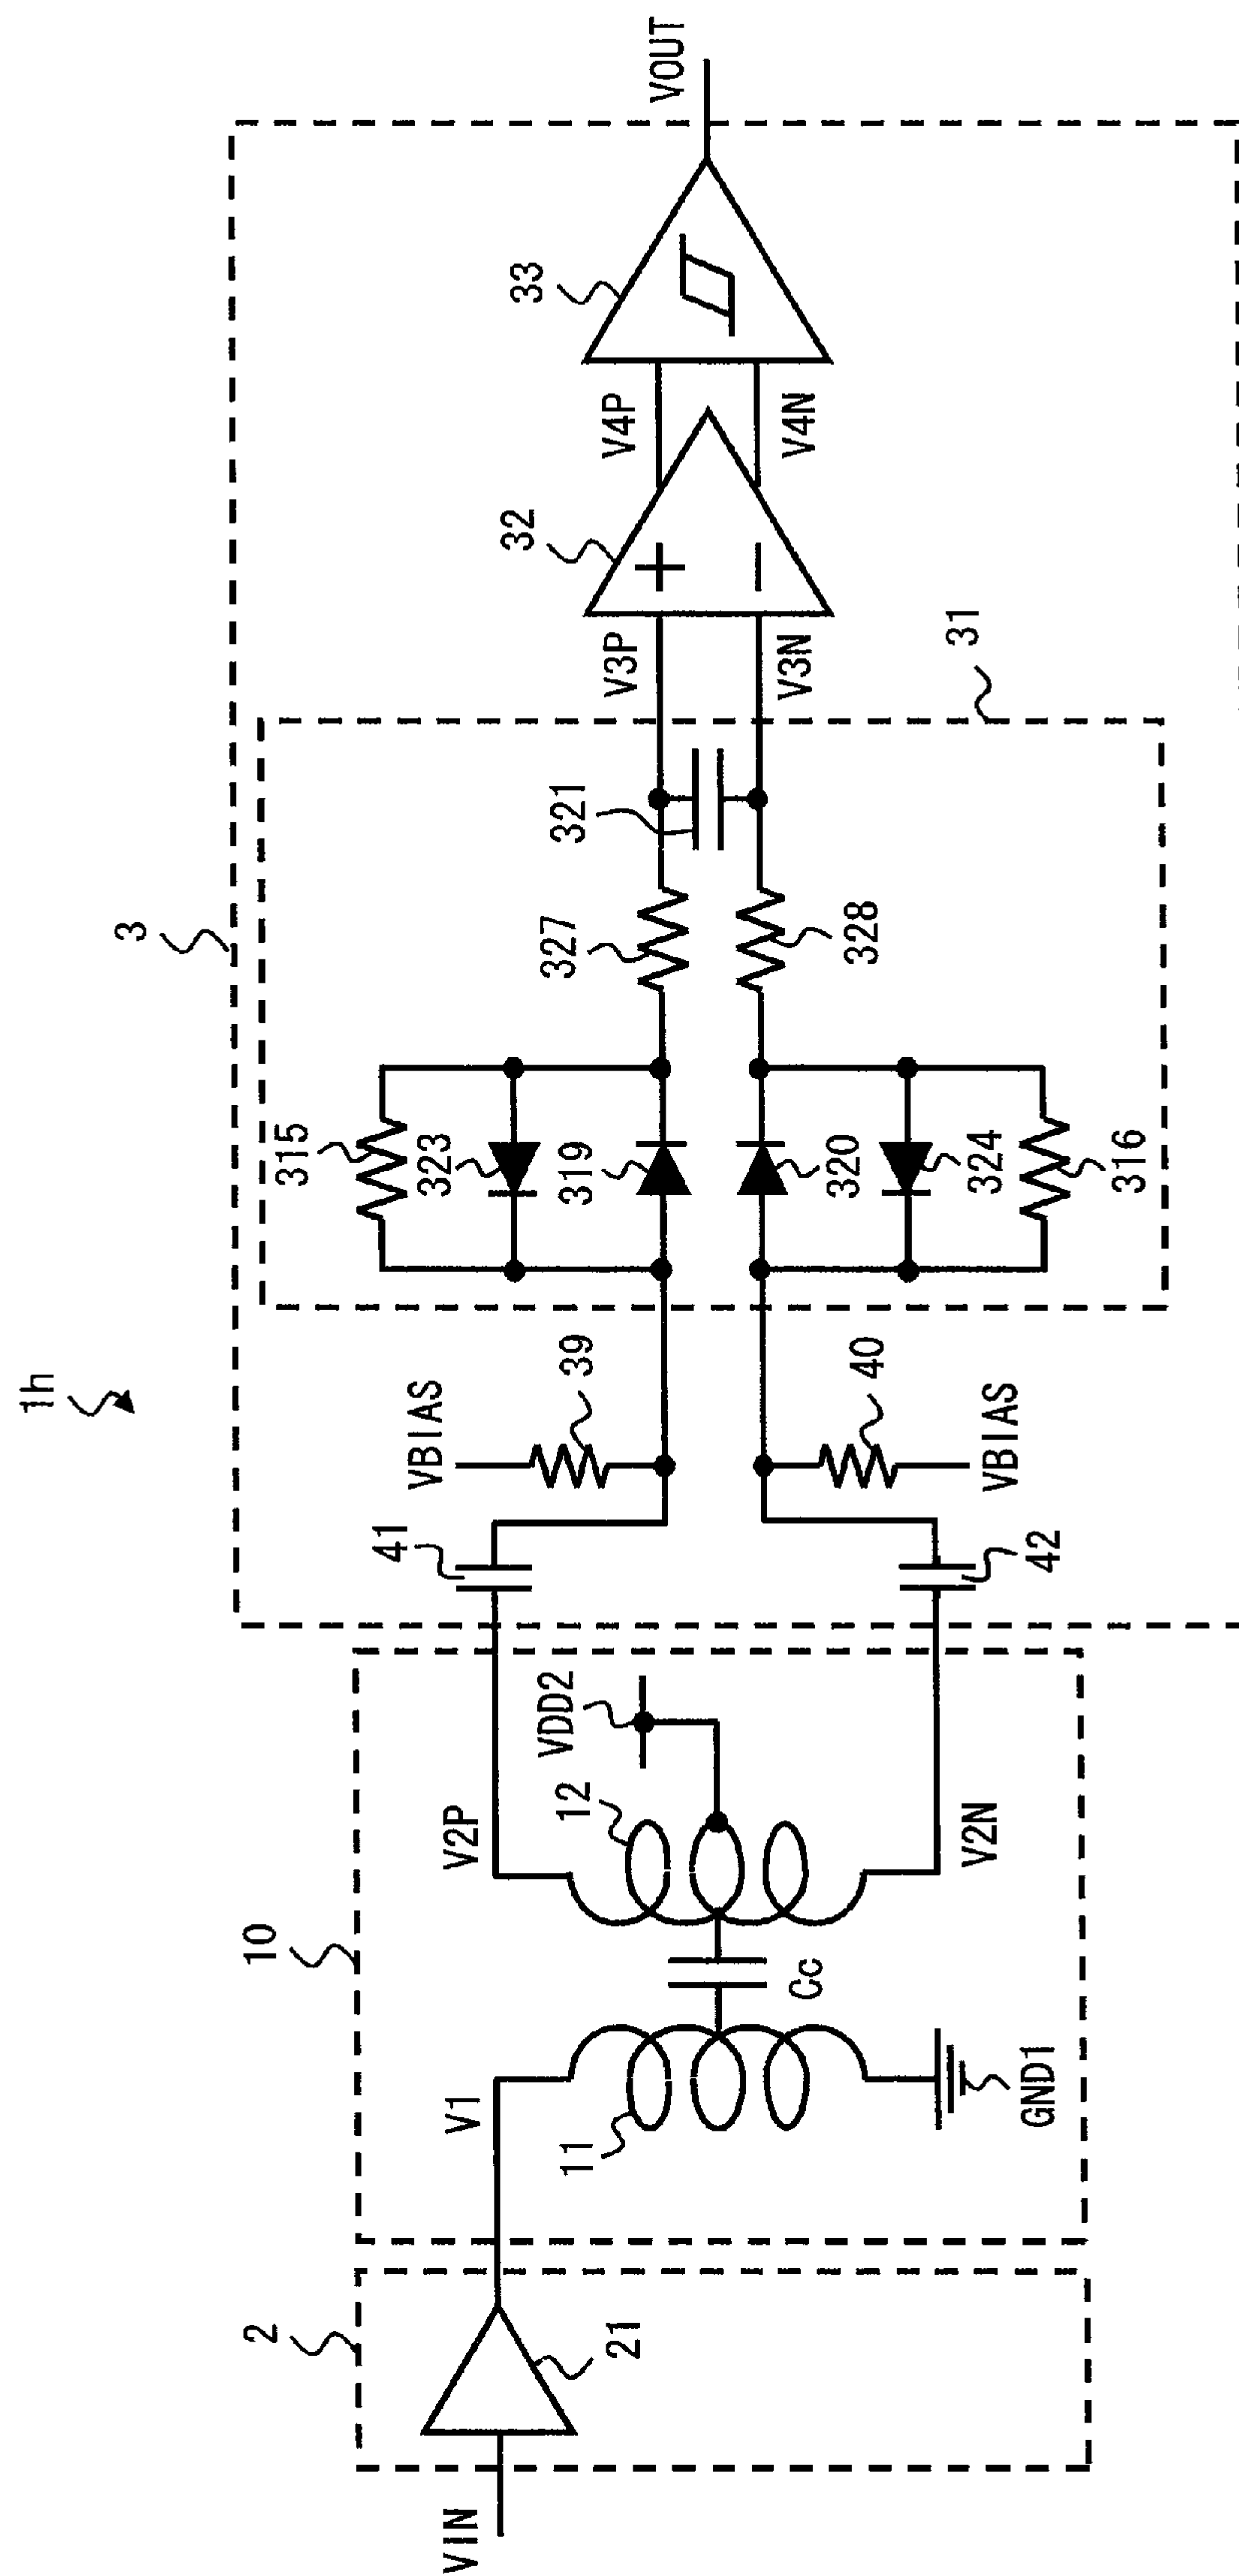 1h
3
2
10
31
VIN
21
V1
11
GND1
Cc
12
VDD2
V2P
V2N
41
42
VBIAS
39
VBIAS
40
315
323
319
320
324
316
327
328
321
V3P
V3N
32
+
−
V4P
V4N
33
VOUT